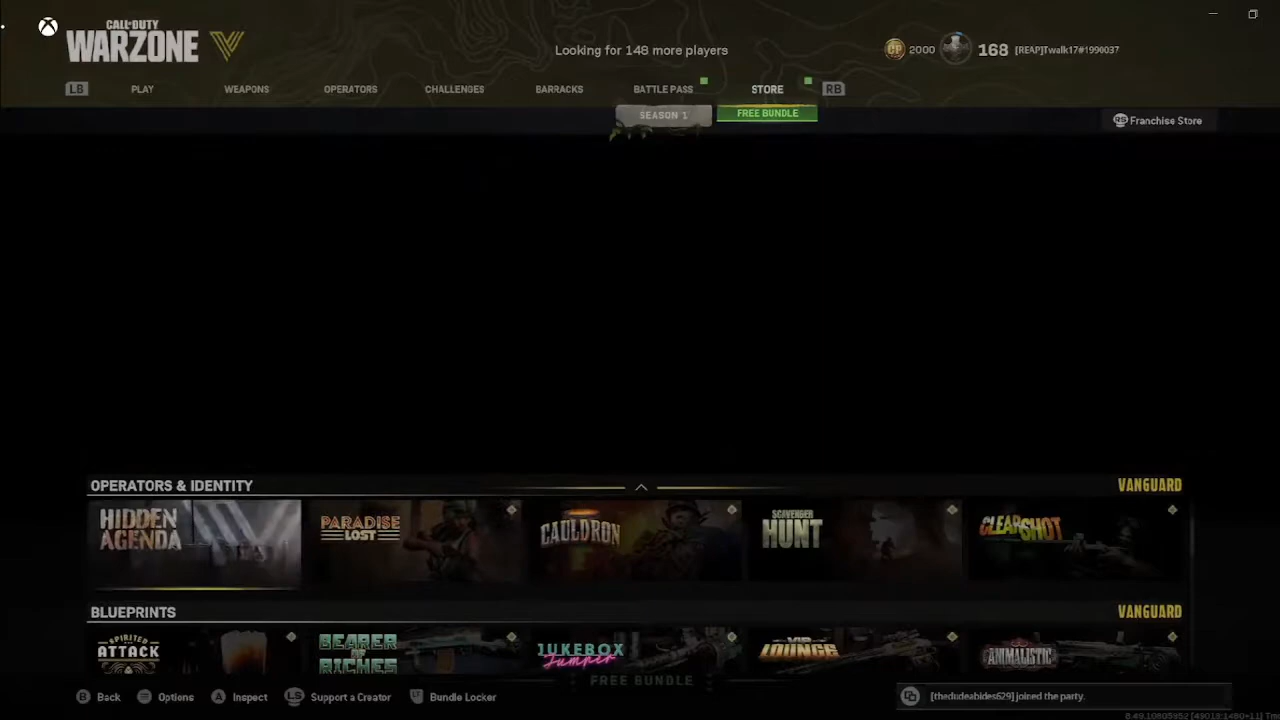 CALL OF DUTY
WARZONE
Looking for 148 more players
CP 2000 168 [REAP]Twalk17#1990037
LB PLAY WEAPONS OPERATORS CHALLENGES BARRACKS BATTLE PASS STORE RB
SEASON 1 FREE BUNDLE
RS Franchise Store
OPERATORS & IDENTITY VANGUARD
HIDDEN AGENDA
PARADISE LOST
CAULDRON
SCAVENGER HUNT
CLEAR SHOT
BLUEPRINTS VANGUARD
SPIRITED ATTACK
BEARER OF RICHES
JUKEBOX Jumper
VIP LOUNGE
ANIMALISTIC
FREE BUNDLE
B Back Options A Inspect LS Support a Creator Bundle Locker
[thedudeabides629] joined the party.